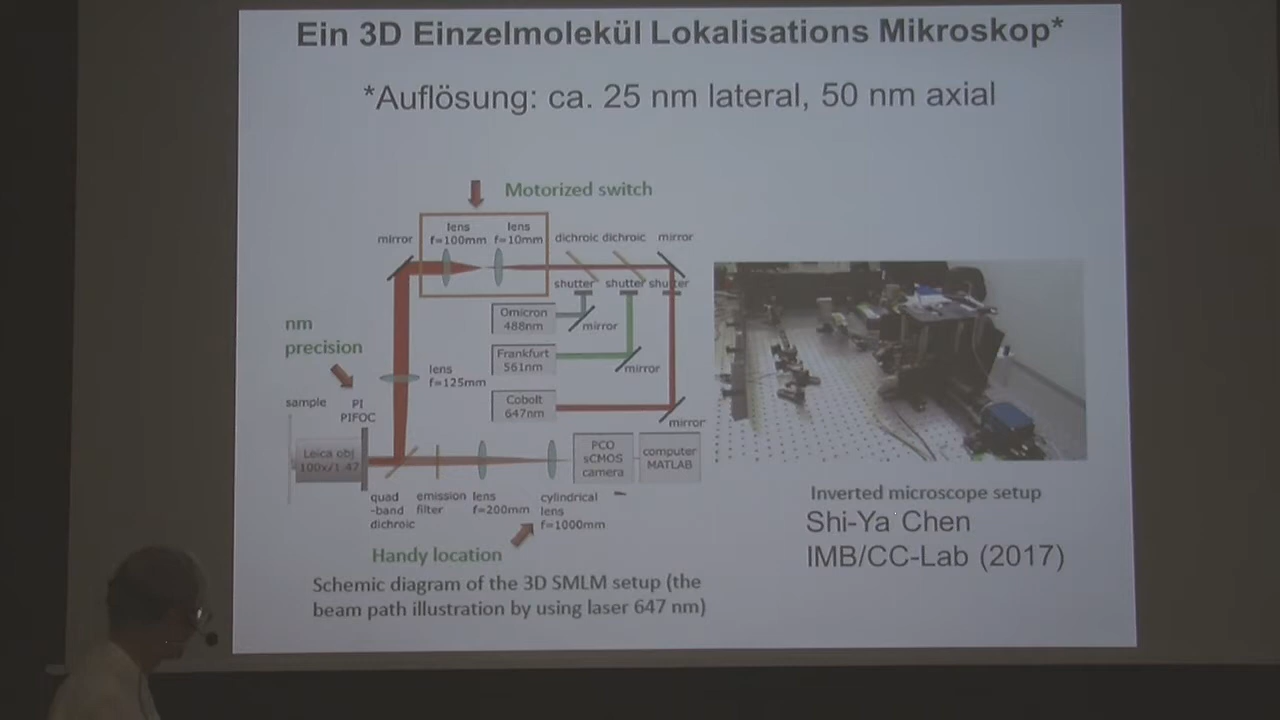 Ein 3D Einzelmolekül Lokalisations Mikroskop*
*Auflösung: ca. 25 nm lateral, 50 nm axial
Motorized switch
mirror
lens
f=100mm
lens
f=10mm
dichroic
dichroic
mirror
shutter
shutter
shutter
Omicron
488nm
mirror
nm
precision
Frankfurt
561nm
mirror
lens
f=125mm
sample
PI
PIFOC
Cobolt
647nm
mirror
Leica obj
100x/1.47
PCO
sCMOS
camera
computer
MATLAB
quad
-band
dichroic
emission
filter
lens
f=200mm
cylindrical
lens
f=1000mm
Handy location
Schemic diagram of the 3D SMLM setup (the
beam path illustration by using laser 647 nm)
Inverted microscope setup
Shi-Ya Chen
IMB/CC-Lab (2017)